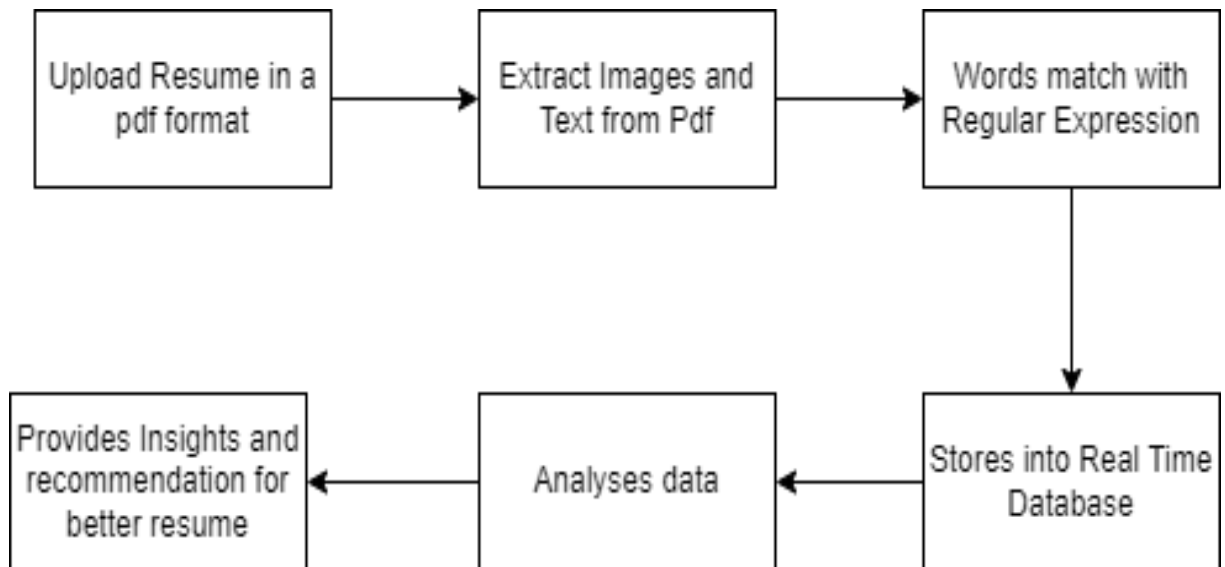 Upload Resume in a
pdf format
Extract Images and
Text from Pdf
Words match with
Regular Expression
Stores into Real Time
Database
Analyses data
Provides Insights and
recommendation for
better resume